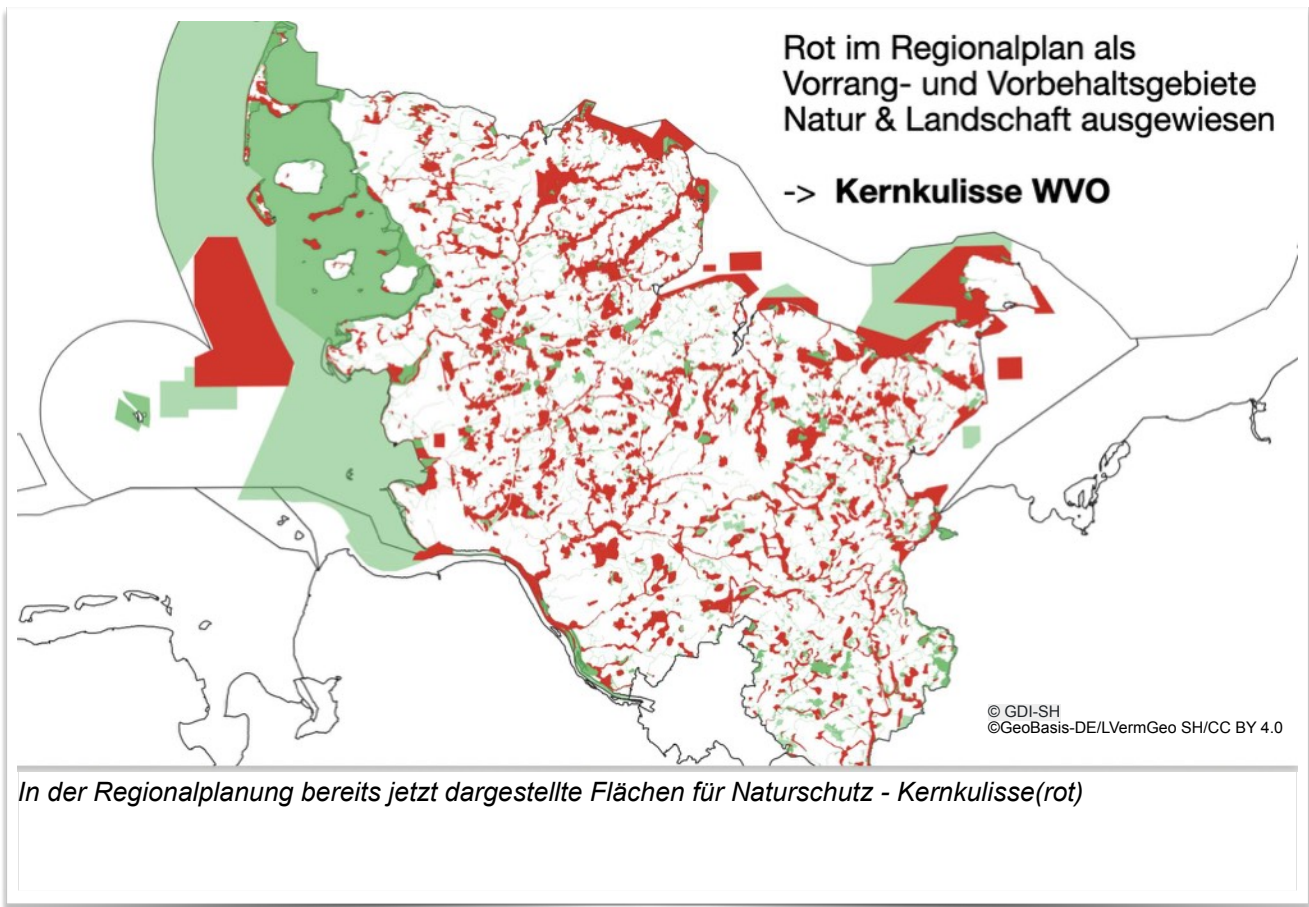 Rot im Regionalplan als
Vorrang- und Vorbehaltsgebiete
Natur & Landschaft ausgewiesen
-> Kernkulisse WVO
© GDI-SH
©GeoBasis-DE/LVermGeo SH/CC BY 4.0
In der Regionalplanung bereits jetzt dargestellte Flächen für Naturschutz - Kernkulisse(rot)